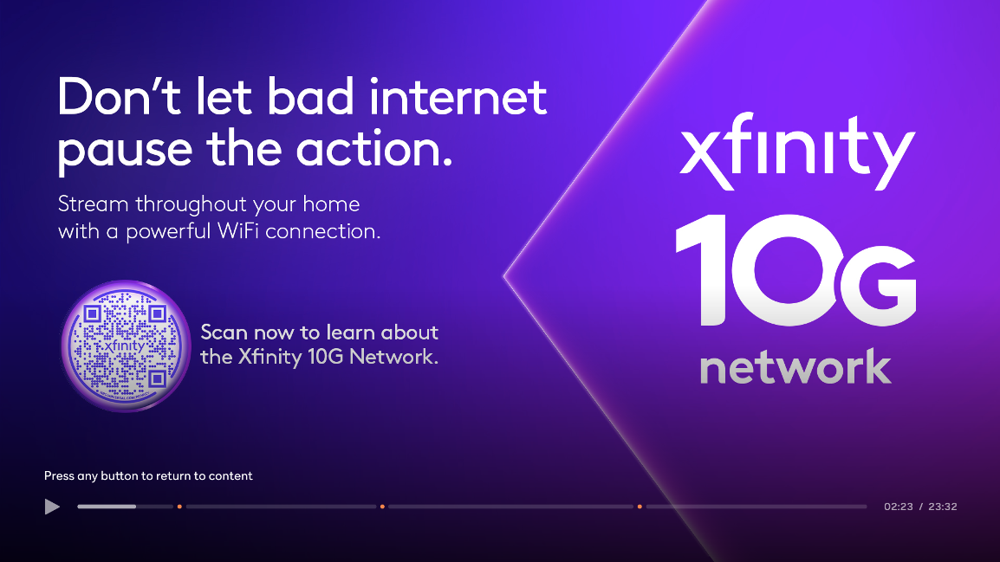 Don't let bad internet
pause the action.
Stream throughout your home
with a powerful WiFi connection.
xfinity
Scan now to learn about
the Xfinity 10G Network.
xfinity
10G
network
Press any button to return to content
02:23 / 23:32